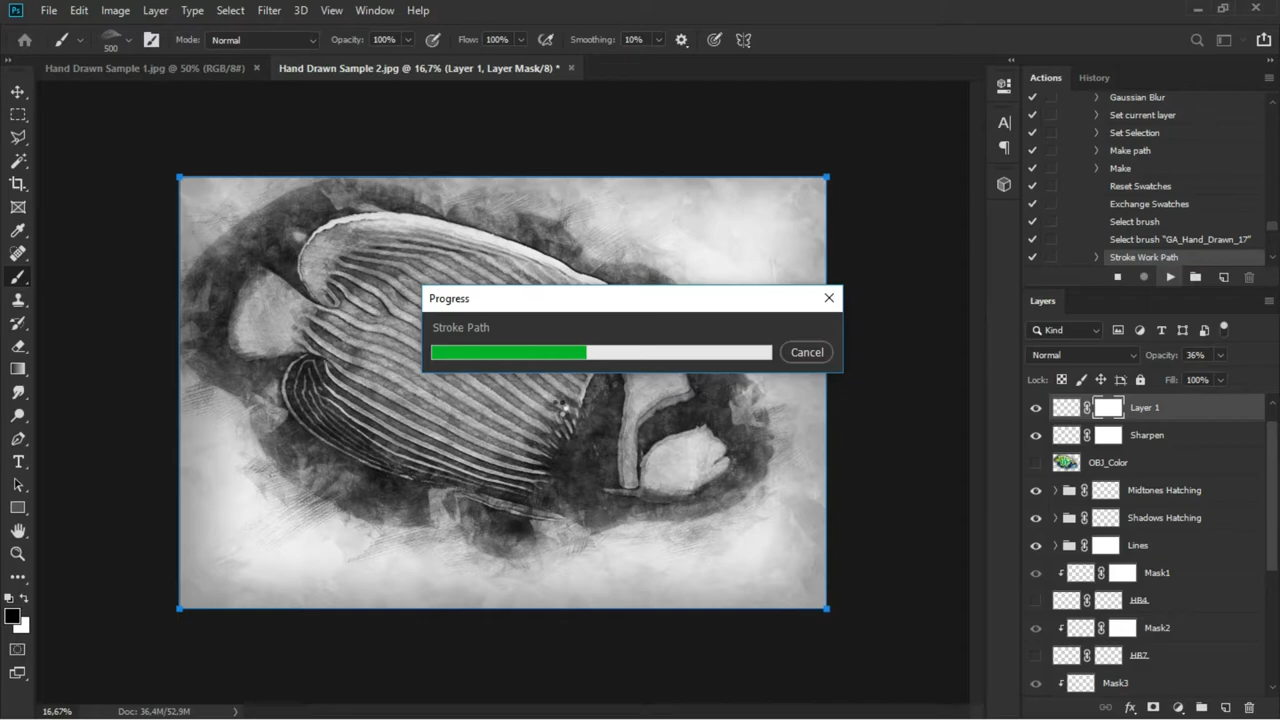 Ps File Edit Image Layer Type Select Filter 3D View Window Help
500 Mode: Normal Opacity: 100% Flow: 100% Smoothing: 10%
Hand Drawn Sample 1.jpg @ 50% (RGB/8#) × Hand Drawn Sample 2.jpg @ 16,7% (Layer 1, Layer Mask/8) * ×
Actions History
Gaussian Blur
Set current layer
Set Selection
Make path
Make
Reset Swatches
Exchange Swatches
Select brush
Select brush "GA_Hand_Drawn_17"
Stroke Work Path
Progress
Stroke Path
Cancel
Layers
Kind
Normal Opacity: 36%
Lock: Fill: 100%
Layer 1
Sharpen
OBJ_Color
Midtones Hatching
Shadows Hatching
Lines
Mask1
HB4
Mask2
HB7
Mask3
16,67% Doc: 36,4M/52,9M